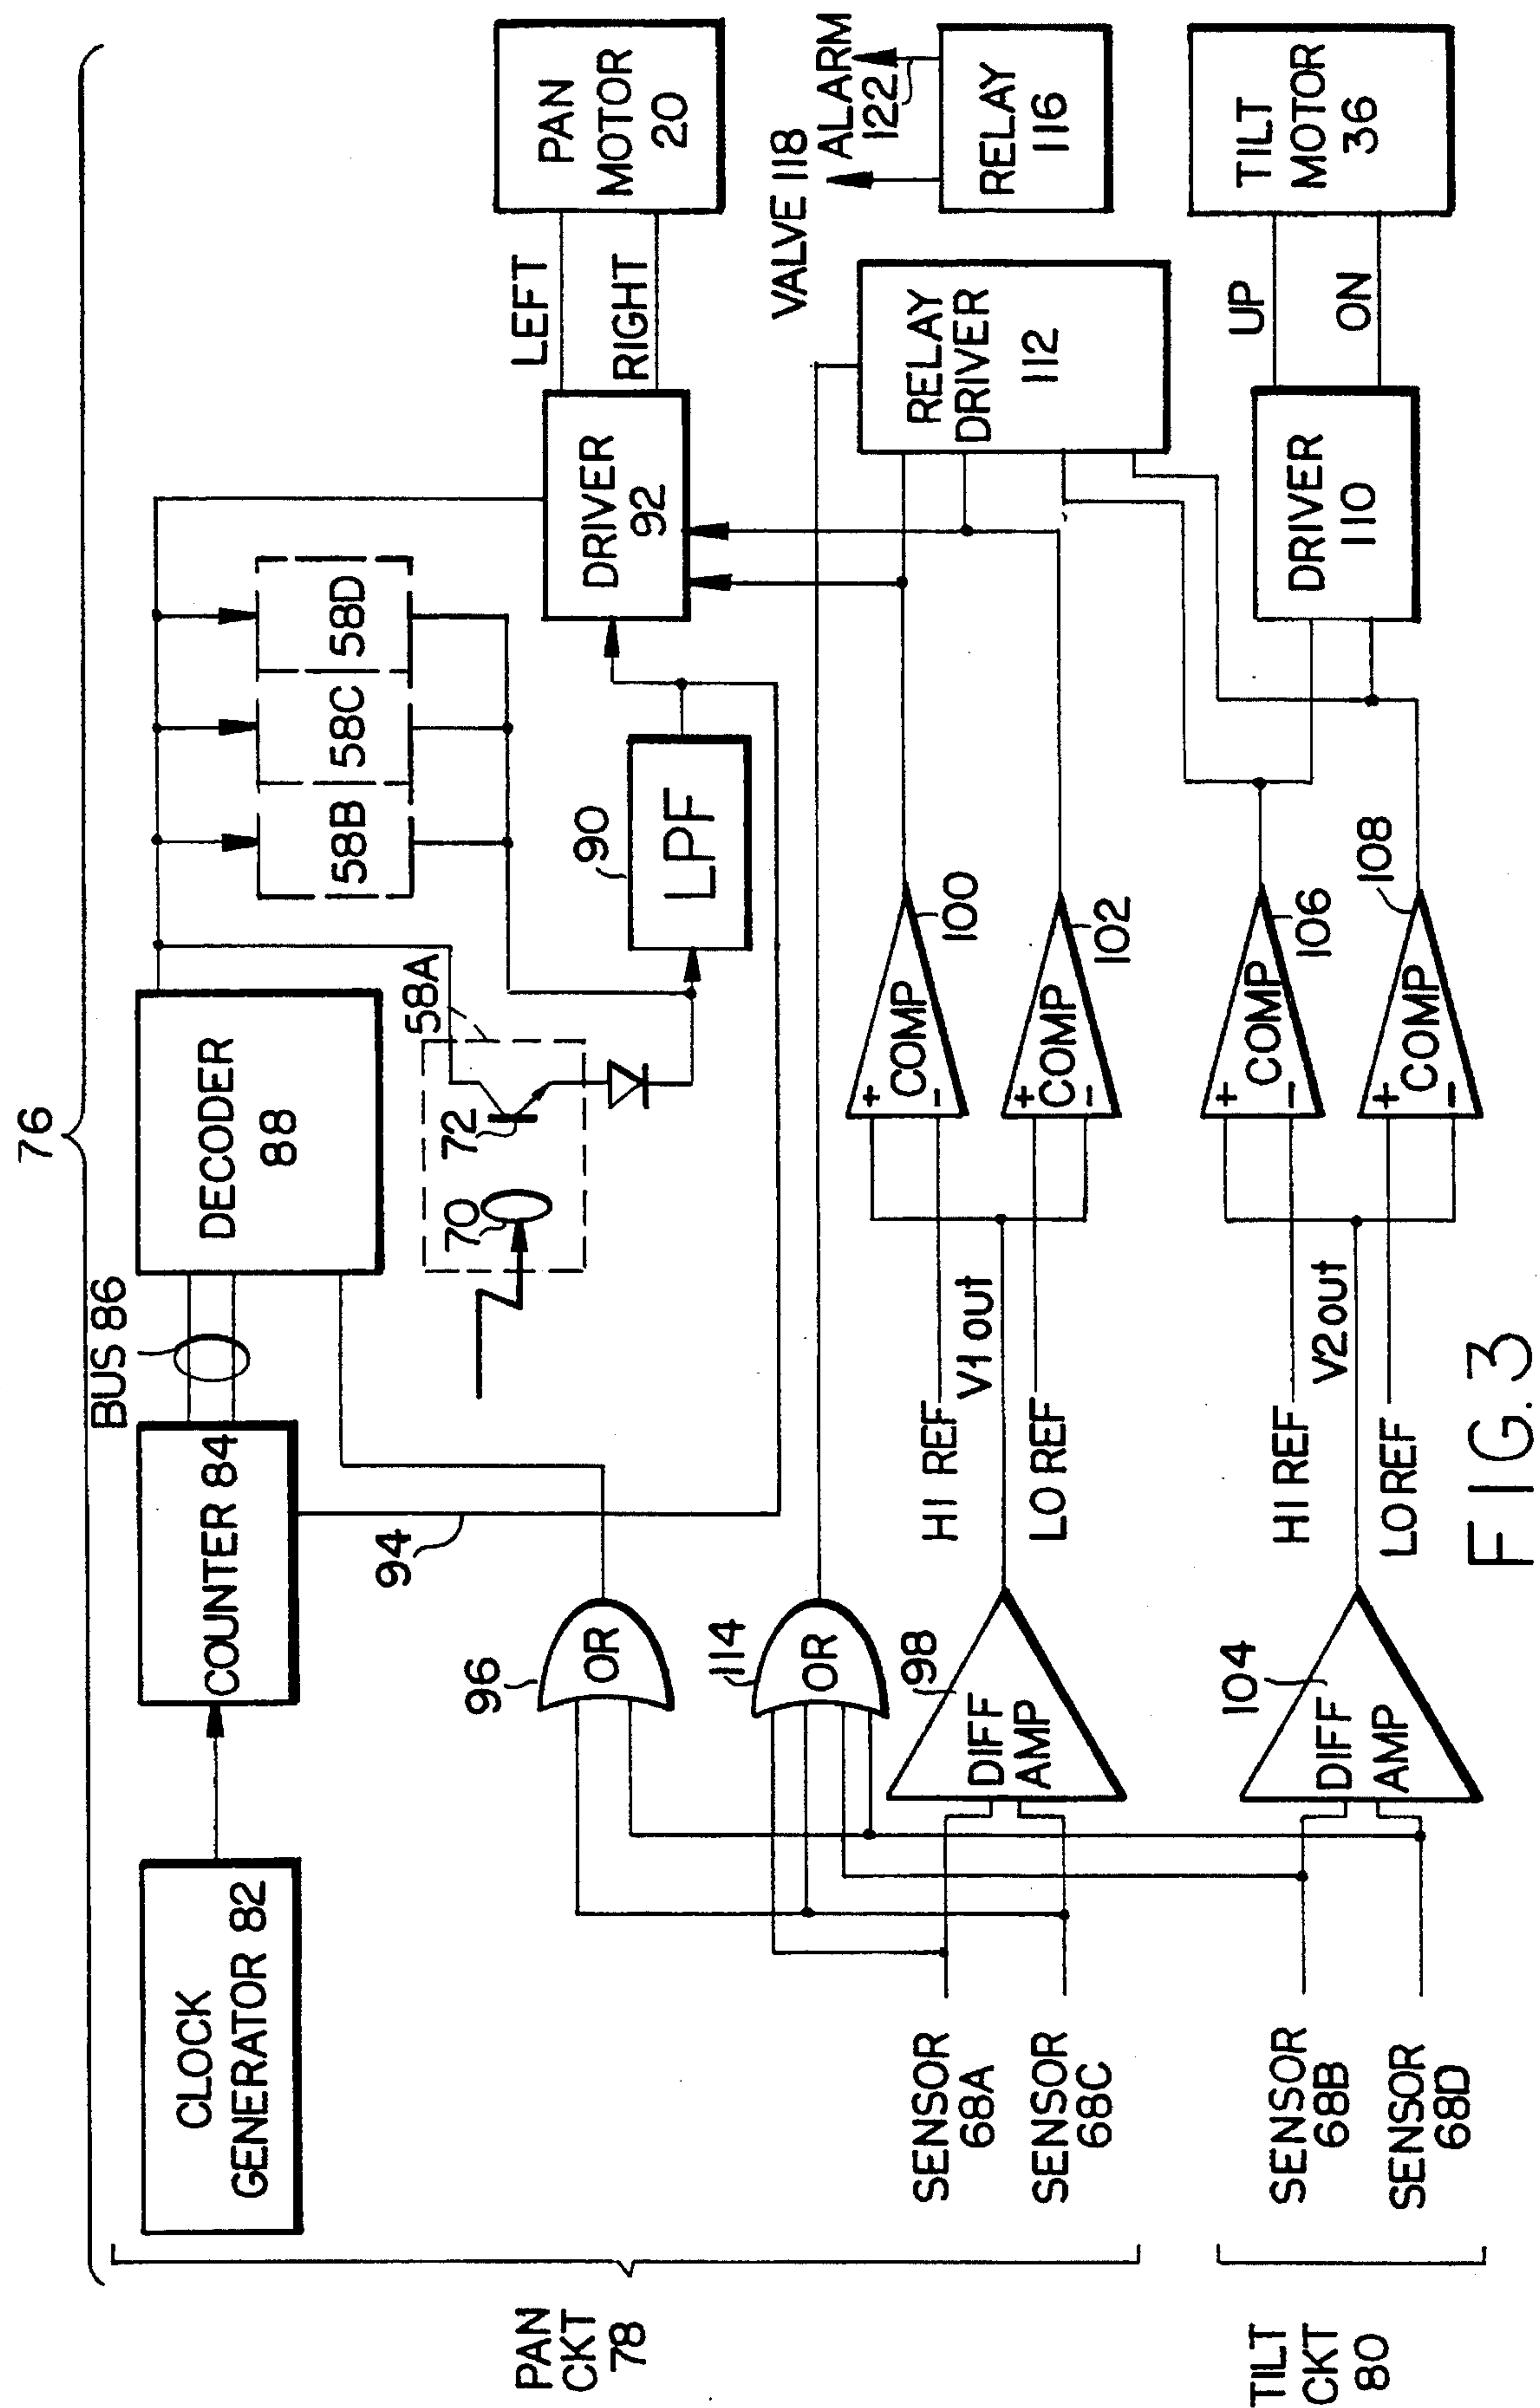 76
PAN
CKT
78
TILT
CKT
80
CLOCK
GENERATOR 82
COUNTER 84
BUS 86
DECODER
88
58A
70
72
58B
58C
58D
90
LPF
DRIVER
92
LEFT
RIGHT
PAN
MOTOR
20
94
96
OR
114
OR
SENSOR
68A
SENSOR
68C
DIFF
AMP
98
HI REF
V1 out
LO REF
+
COMP
-
100
+
COMP
-
102
RELAY
DRIVER
112
VALVE 118
ALARM
122
RELAY
116
SENSOR
68B
SENSOR
68D
DIFF
AMP
104
HI REF
V2 out
LO REF
+
COMP
-
106
+
COMP
-
108
DRIVER
110
UP
ON
TILT
MOTOR
36
FIG. 3